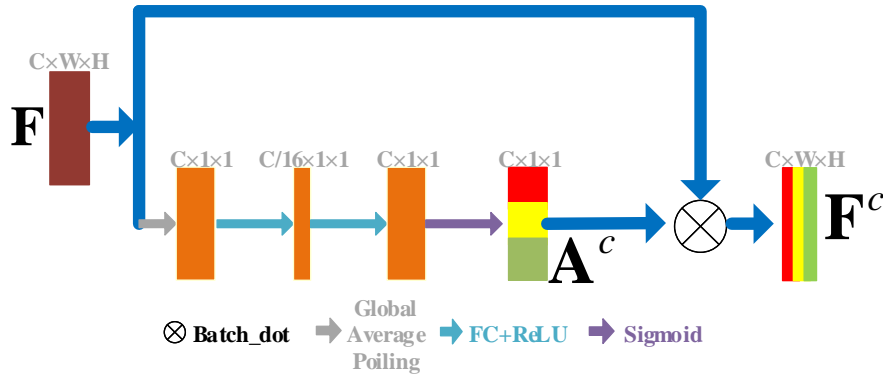 C×W×H
F
C×1×1
C/16×1×1
C×1×1
C×1×1
C×W×H
A^c
F^c
Batch_dot
Global
Average
Poiling
FC+ReLU
Sigmoid